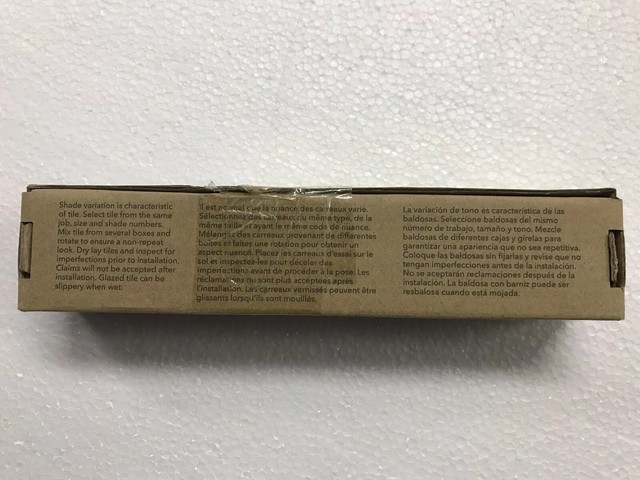 Shade variation is characteristic
of tile. Select tile from the same
job, size and shade numbers.
Mix tile from several boxes and
rotate to ensure a non-repeat
look. Dry lay tiles and inspect for
imperfections prior to installation.
Claims will not be accepted after
installation. Glazed tile can be
slippery when wet.
Il est normal que la nuance des carreaux varie.
Sélectionnez des carreaux du même type, de la
même taille et ayant le même code de nuance.
Mélangez des carreaux provenant de différentes
boîtes et faites une rotation pour obtenir un
aspect nuancé. Placez les carreaux d'essai sur le
sol et inspectez-les pour déceler des
imperfections avant de procéder à la pose. Les
réclamations ne sont plus acceptées après
l'installation. Les carreaux vernissés peuvent être
glissants lorsqu'ils sont mouillés.
La variación de tono es característica de las
baldosas. Seleccione baldosas del mismo
número de trabajo, tamaño y tono. Mezcle
baldosas de diferentes cajas y gírelas para
garantizar una apariencia que no sea repetitiva.
Coloque las baldosas sin fijarlas y revise que no
tengan imperfecciones antes de la instalación.
No se aceptarán reclamaciones después de la
instalación. La baldosa con barniz puede ser
resbalosa cuando está mojada.